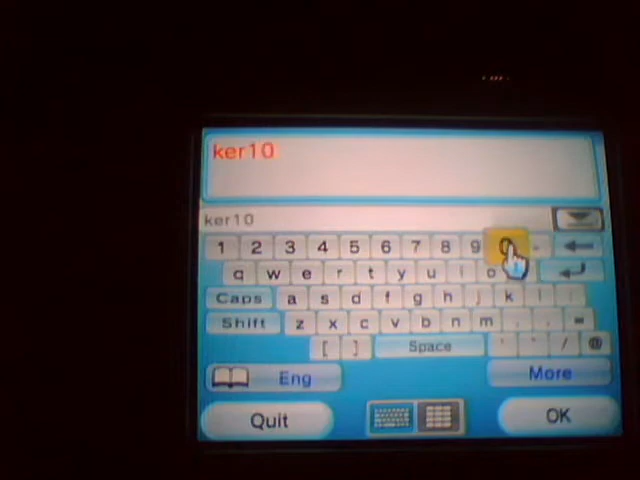 ker10
ker10
1 2 3 4 5 6 7 8 9 0 -
q w e r t y u i o
Caps a s d f g h j k l
Shift z x c v b n m , . =
[ ] Space ' / @
Eng More
Quit OK